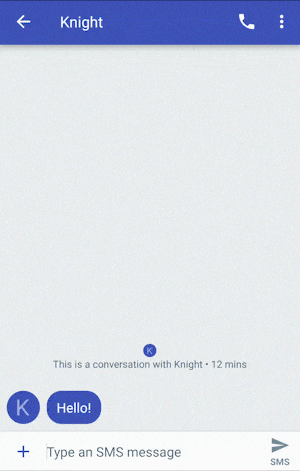 Knight
K
This is a conversation with Knight • 12 mins
K
Hello!
Type an SMS message
SMS